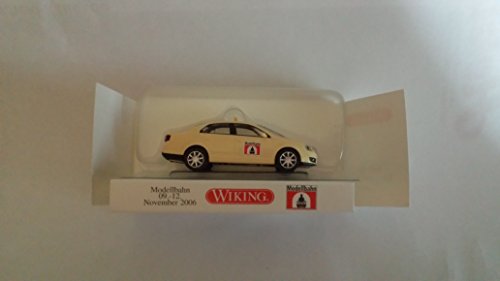 Modellbahn
09.-12.
November 2006
WIKING
Modellbahn